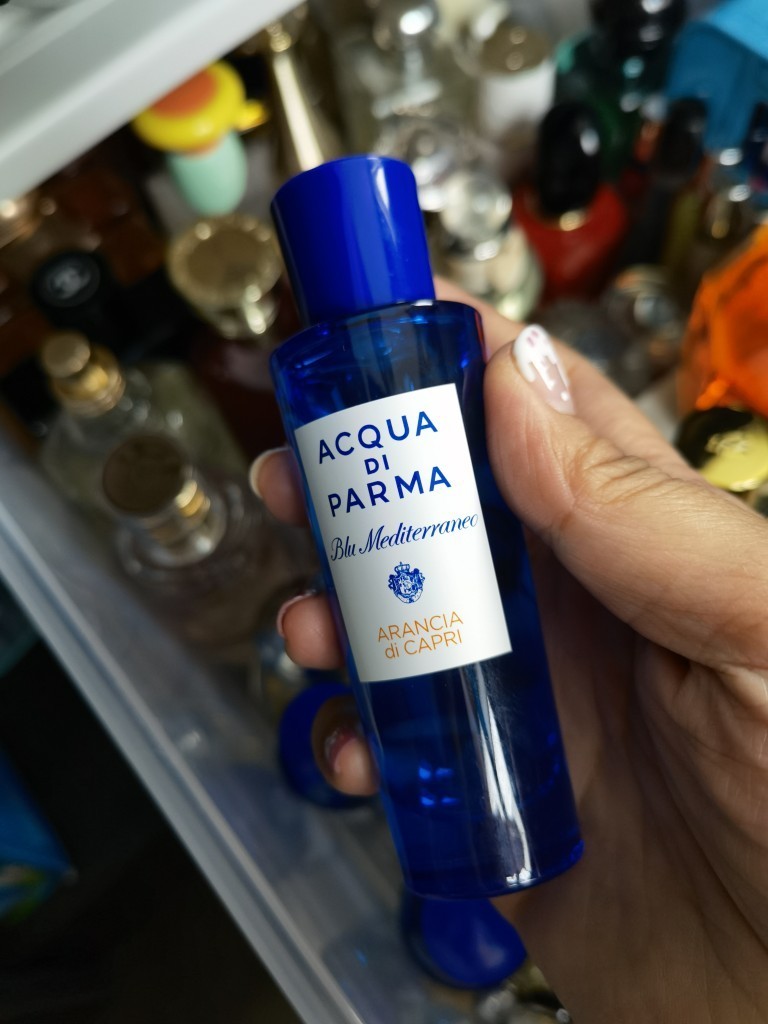 ACQUA
DI
PARMA
Blu Mediterraneo
ARANCIA
di CAPRI